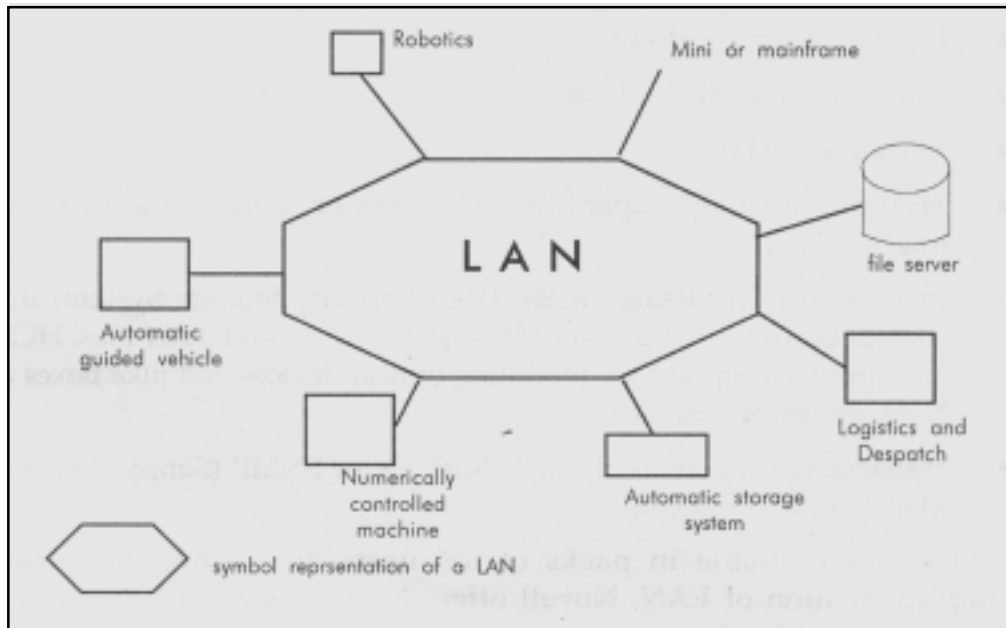 Robotics
Mini ór mainframe
LAN
file server
Automatic
guided vehicle
Logistics and
Despatch
Numerically
controlled
machine
Automatic storage
system
symbol reprsentation of a LAN